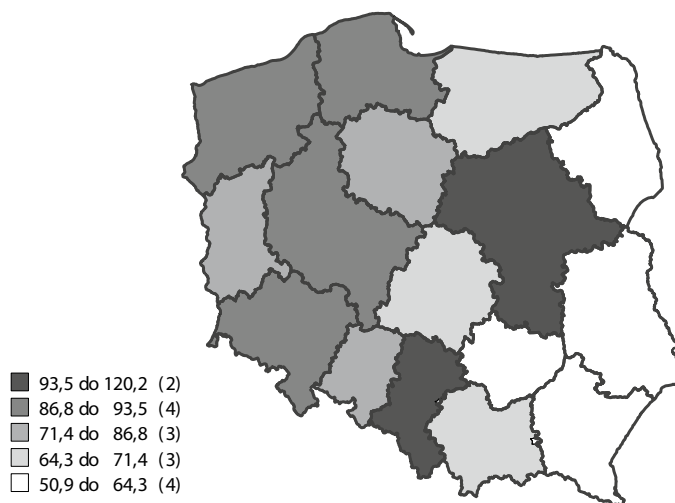 93,5 do 120,2 (2)
86,8 do 93,5 (4)
71,4 do 86,8 (3)
64,3 do 71,4 (3)
50,9 do 64,3 (4)